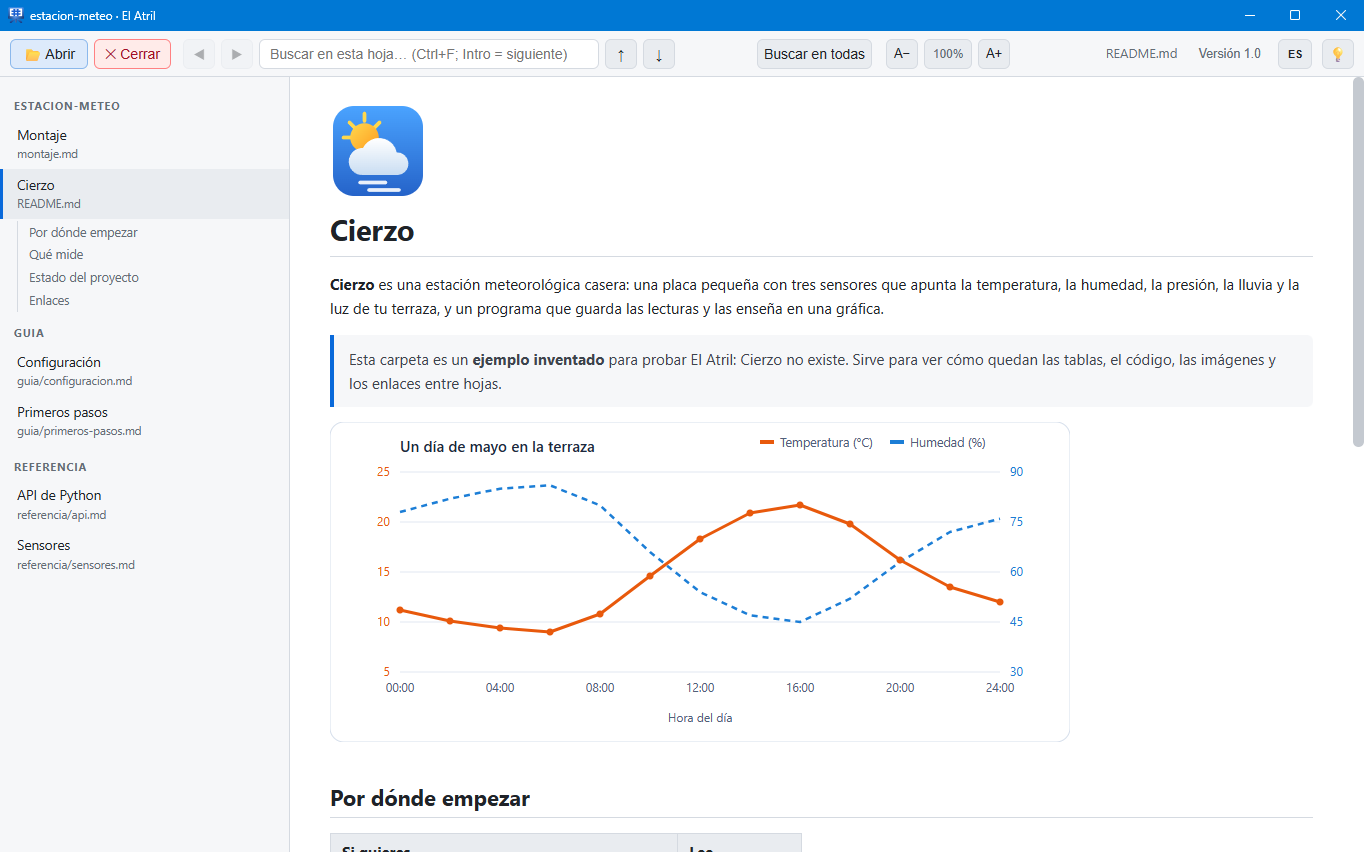 estacion-meteo · El Atril
Abrir
Cerrar
Buscar en esta hoja… (Ctrl+F; Intro = siguiente)
Buscar en todas
A−
100%
A+
README.md
Versión 1.0
ES
ESTACION-METEO
Montaje
montaje.md
Cierzo
README.md
Por dónde empezar
Qué mide
Estado del proyecto
Enlaces
GUIA
Configuración
guia/configuracion.md
Primeros pasos
guia/primeros-pasos.md
REFERENCIA
API de Python
referencia/api.md
Sensores
referencia/sensores.md
Cierzo
Cierzo es una estación meteorológica casera: una placa pequeña con tres sensores que apunta la temperatura, la humedad, la presión, la lluvia y la
luz de tu terraza, y un programa que guarda las lecturas y las enseña en una gráfica.
Esta carpeta es un ejemplo inventado para probar El Atril: Cierzo no existe. Sirve para ver cómo quedan las tablas, el código, las imágenes y
los enlaces entre hojas.
Un día de mayo en la terraza
Temperatura (°C)
Humedad (%)
25
90
20
75
15
60
10
45
5
30
00:00
04:00
08:00
12:00
16:00
20:00
24:00
Hora del día
Por dónde empezar
Si quieres
Lee